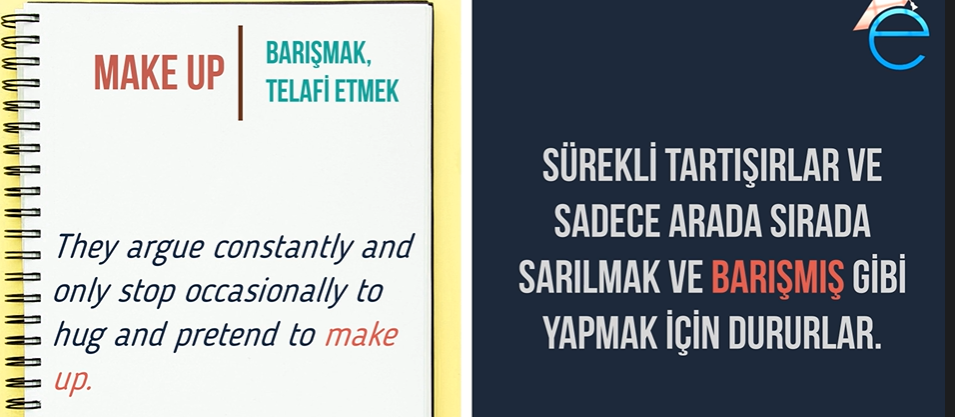 MAKE UP
BARIŞMAK,
TELAFİ ETMEK
They argue constantly and
only stop occasionally to
hug and pretend to make
up.
e
SÜREKLİ TARTIŞIRLAR VE
SADECE ARADA SIRADA
SARILMAK VE BARIŞMIŞ GİBİ
YAPMAK İÇİN DURURLAR.